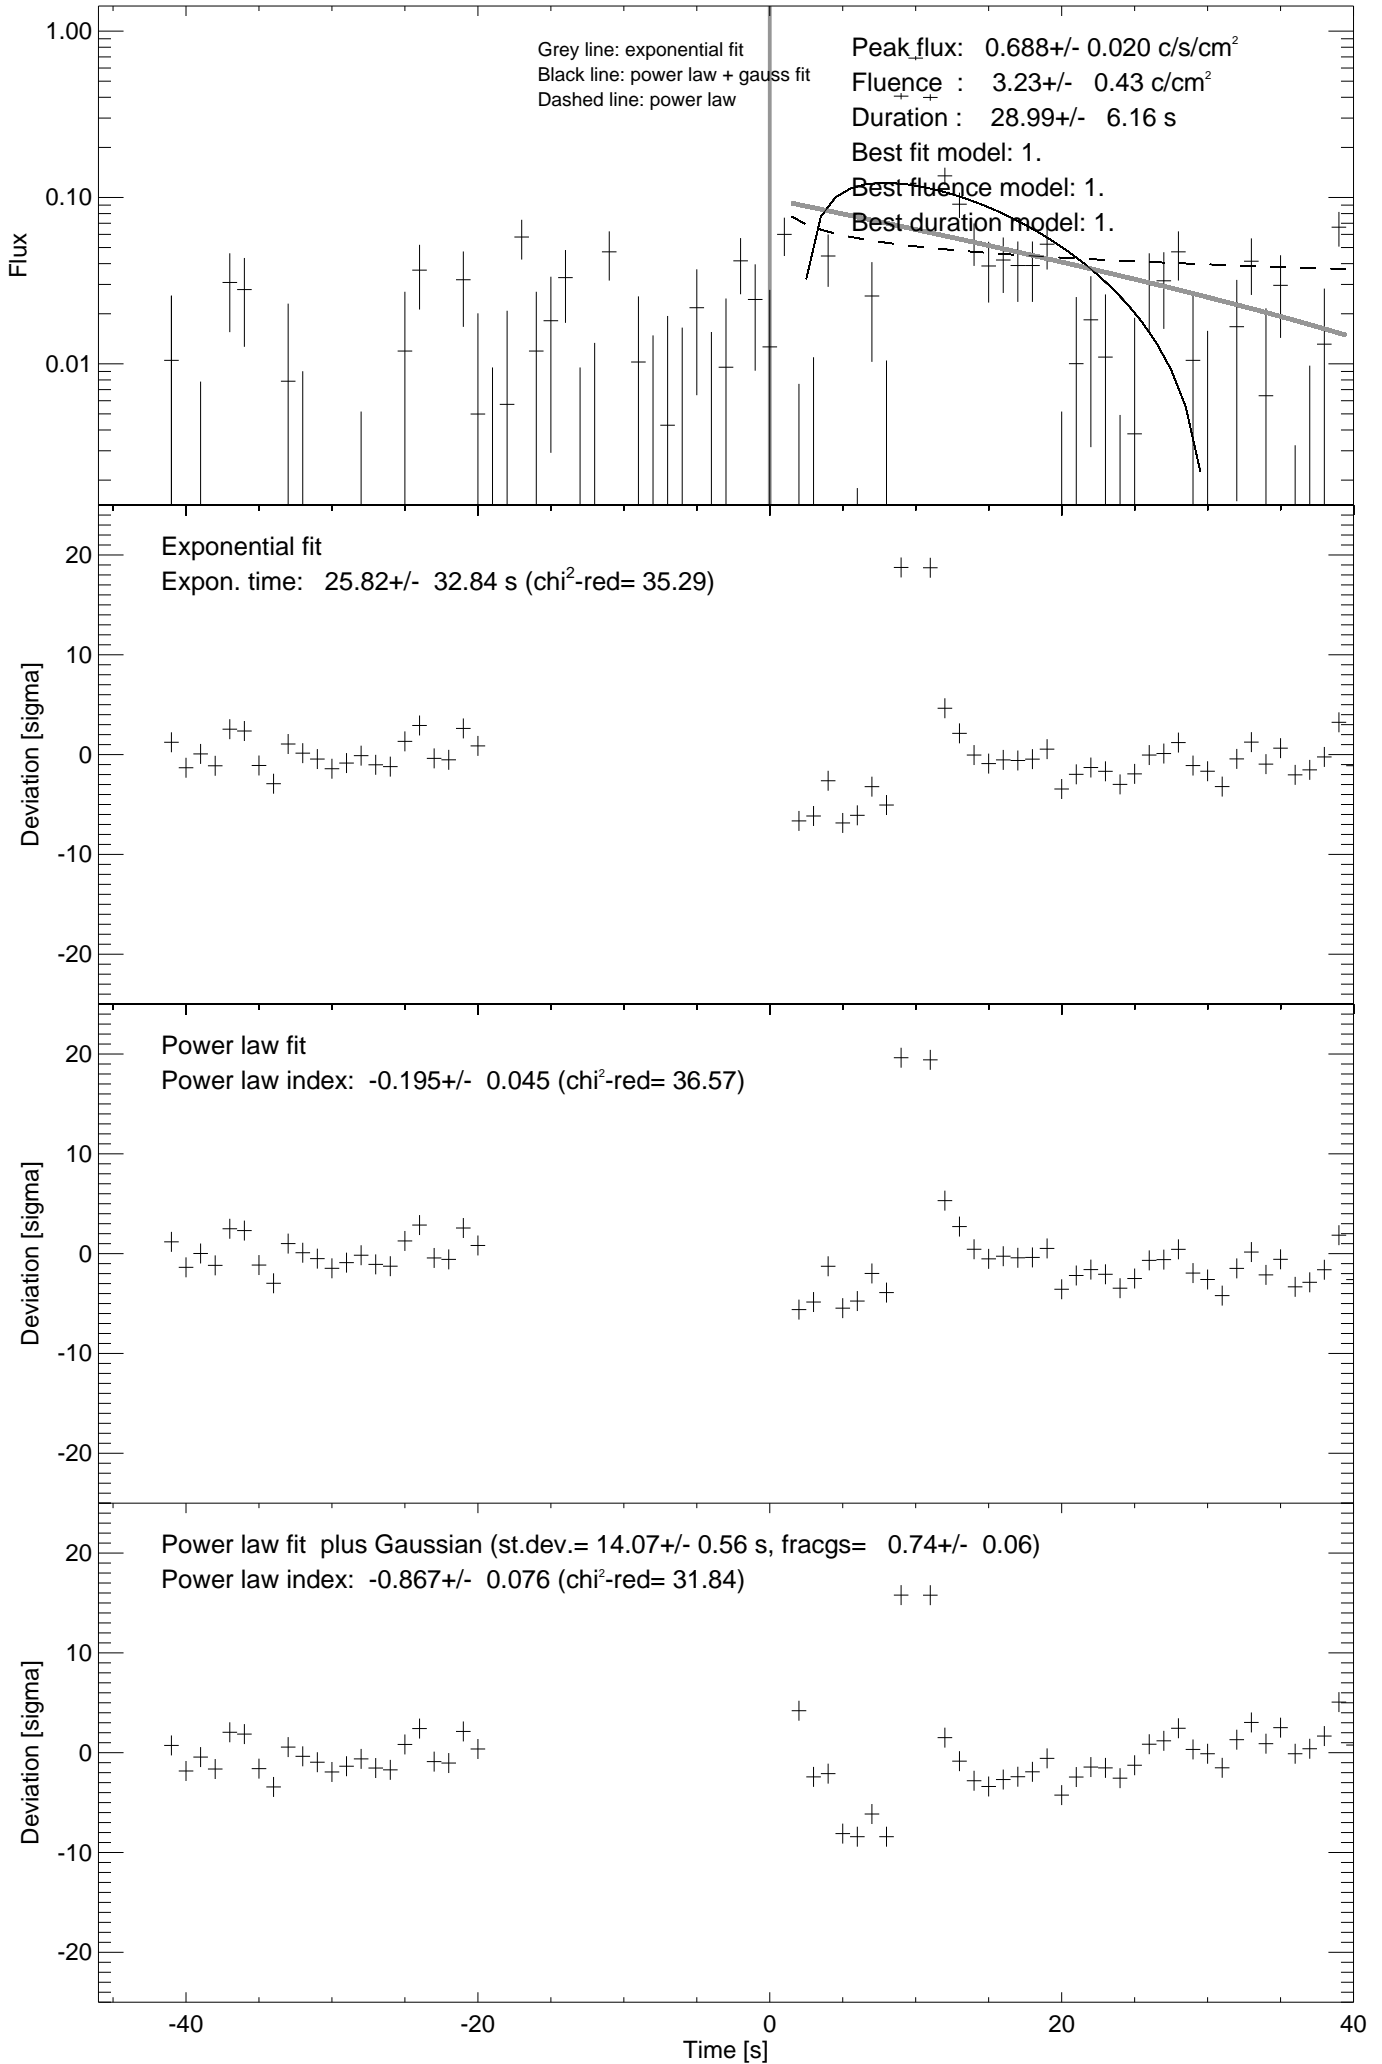 1.00
0.10
0.01
Flux
Grey line: exponential fit
Black line: power law + gauss fit
Dashed line: power law
Peak flux: 0.688+/- 0.020 c/s/cm²
Fluence : 3.23+/- 0.43 c/cm²
Duration : 28.99+/- 6.16 s
Best fit model: 1.
Best fluence model: 1.
Best duration model: 1.
Exponential fit
Expon. time: 25.82+/- 32.84 s (chi²-red= 35.29)
20
10
0
-10
-20
Deviation [sigma]
Power law fit
Power law index: -0.195+/- 0.045 (chi²-red= 36.57)
20
10
0
-10
-20
Deviation [sigma]
Power law fit plus Gaussian (st.dev.= 14.07+/- 0.56 s, fracgs= 0.74+/- 0.06)
Power law index: -0.867+/- 0.076 (chi²-red= 31.84)
20
10
0
-10
-20
Deviation [sigma]
-40 -20 0 20 40
Time [s]